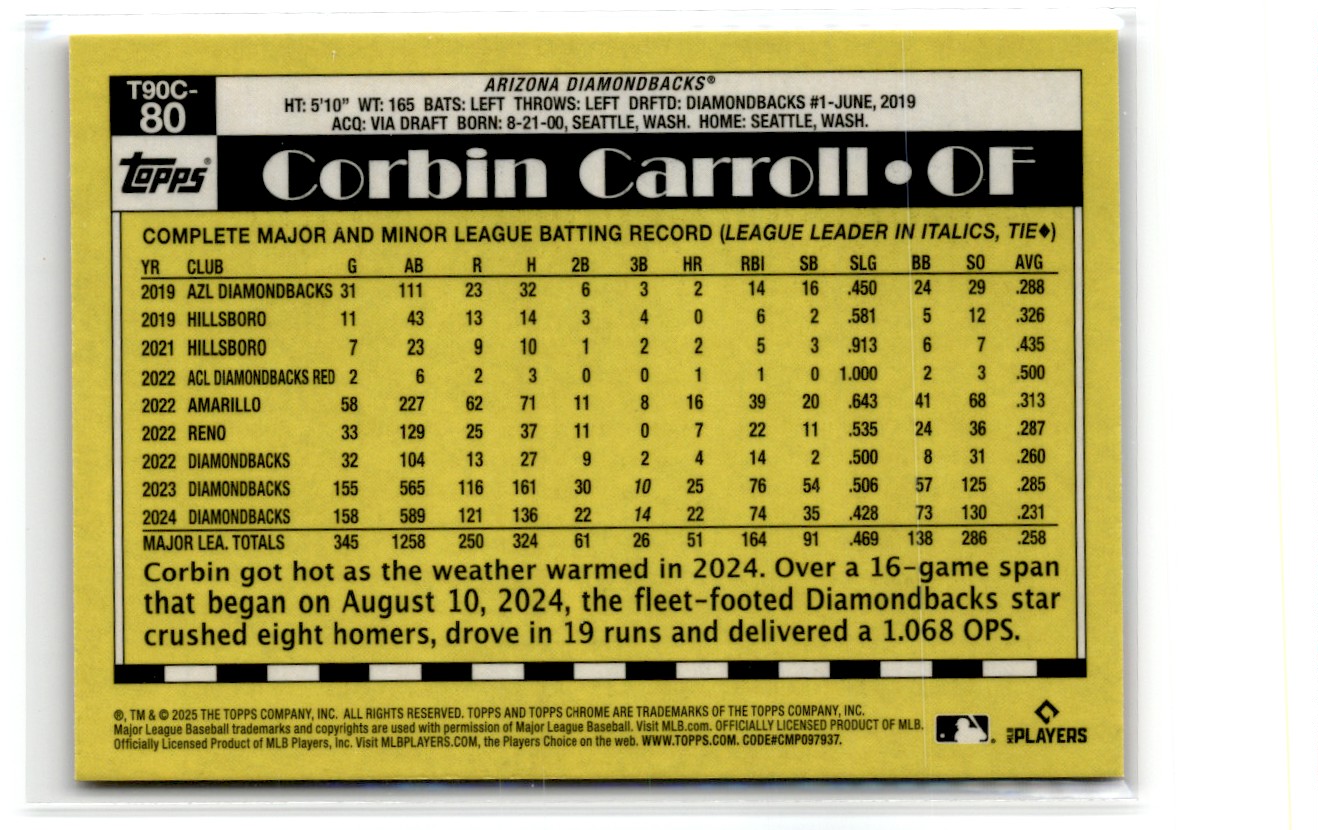 T90C-
80
ARIZONA DIAMONDBACKS®
HT: 5'10" WT: 165 BATS: LEFT THROWS: LEFT DRFTD: DIAMONDBACKS #1-JUNE, 2019
ACQ: VIA DRAFT BORN: 8-21-00, SEATTLE, WASH. HOME: SEATTLE, WASH.
TOPPS®
Corbin Carroll • OF
COMPLETE MAJOR AND MINOR LEAGUE BATTING RECORD (LEAGUE LEADER IN ITALICS, TIE♦)
YR CLUB G AB R H 2B 3B HR RBI SB SLG BB SO AVG
2019 AZL DIAMONDBACKS 31 111 23 32 6 3 2 14 16 .450 24 29 .288
2019 HILLSBORO 11 43 13 14 3 4 0 6 2 .581 5 12 .326
2021 HILLSBORO 7 23 9 10 1 2 2 5 3 .913 6 7 .435
2022 ACL DIAMONDBACKS RED 2 6 2 3 0 0 1 1 0 1.000 2 3 .500
2022 AMARILLO 58 227 62 71 11 8 16 39 20 .643 41 68 .313
2022 RENO 33 129 25 37 11 0 7 22 11 .535 24 36 .287
2022 DIAMONDBACKS 32 104 13 27 9 2 4 14 2 .500 8 31 .260
2023 DIAMONDBACKS 155 565 116 161 30 10 25 76 54 .506 57 125 .285
2024 DIAMONDBACKS 158 589 121 136 22 14 22 74 35 .428 73 130 .231
MAJOR LEA. TOTALS 345 1258 250 324 61 26 51 164 91 .469 138 286 .258
Corbin got hot as the weather warmed in 2024. Over a 16-game span
that began on August 10, 2024, the fleet-footed Diamondbacks star
crushed eight homers, drove in 19 runs and delivered a 1.068 OPS.
®, TM & © 2025 THE TOPPS COMPANY, INC. ALL RIGHTS RESERVED. TOPPS AND TOPPS CHROME ARE TRADEMARKS OF THE TOPPS COMPANY, INC.
Major League Baseball trademarks and copyrights are used with permission of Major League Baseball. Visit MLB.com. OFFICIALLY LICENSED PRODUCT OF MLB.
Officially Licensed Product of MLB Players, Inc. Visit MLBPLAYERS.COM, the Players Choice on the web. WWW.TOPPS.COM. CODE#CMP097937.
MLB PLAYERS